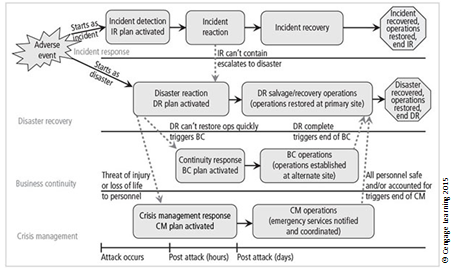 Adverse
event
Starts as
incident
Incident detection
IR plan activated
Incident
reaction
Incident recovery
Incident
recovered,
operations
restored,
end IR
Incident response
IR can't contain
escalates to disaster
Starts as
disaster
Disaster reaction
DR plan activated
DR salvage/recovery operations
(operations restored at primary site)
Disaster
recovered,
operations
restored,
end DR
Disaster recovery
DR can't restore ops quickly
triggers BC
DR complete
triggers end of BC
Continuity response
BC plan activated
BC operations
(operations established
at alternate site)
Business continuity
Threat of injury
or loss of life
to personnel
All personnel safe
and/or accounted for
triggers end of CM
Crisis management response
CM plan activated
CM operations
(emergency services notified
and coordinated)
Crisis management
Attack occurs
Post attack (hours)
Post attack (days)
© Cengage Learning 2015